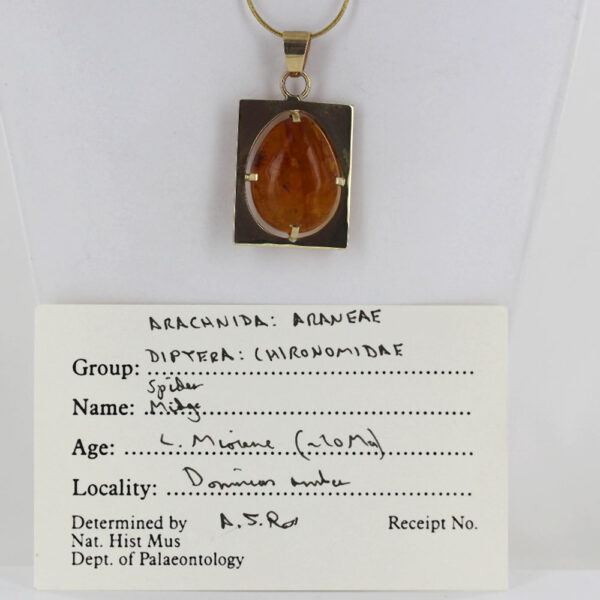 ARACHNIDA: ARANEAE
Group: DIPTERA: CHIRONOMIDAE
Spider
Name: Midge
Age: L. Miocene (~20 Ma)
Locality: Dominican amber
Determined by A.J. Ross Receipt No.
Nat. Hist Mus
Dept. of Palaeontology